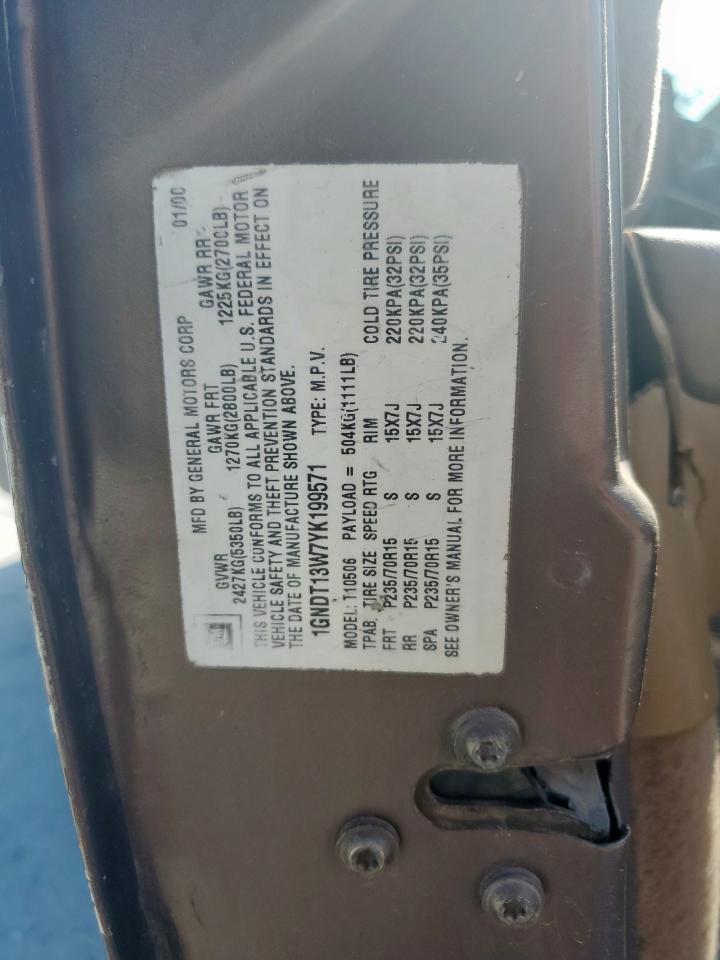 MFD BY GENERAL MOTORS CORP 01/00
GVWR GAWR FRT GAWR RR
2427KG(5350LB) 1270KG(2800LB) 1225KG(2700LB)
THIS VEHICLE CONFORMS TO ALL APPLICABLE U.S. FEDERAL MOTOR
VEHICLE SAFETY AND THEFT PREVENTION STANDARDS IN EFFECT ON
THE DATE OF MANUFACTURE SHOWN ABOVE.
1GNDT13W7YK199571 TYPE: M.P.V.
MODEL: T10506 PAYLOAD = 504KG(1111LB)
TPAB TIRE SIZE SPEED RTG RIM COLD TIRE PRESSURE
FRT P235/70R15 S 15X7J 220KPA(32PSI)
RR P235/70R15 S 15X7J 220KPA(32PSI)
SPA P235/70R15 S 15X7J 240KPA(35PSI)
SEE OWNER'S MANUAL FOR MORE INFORMATION.